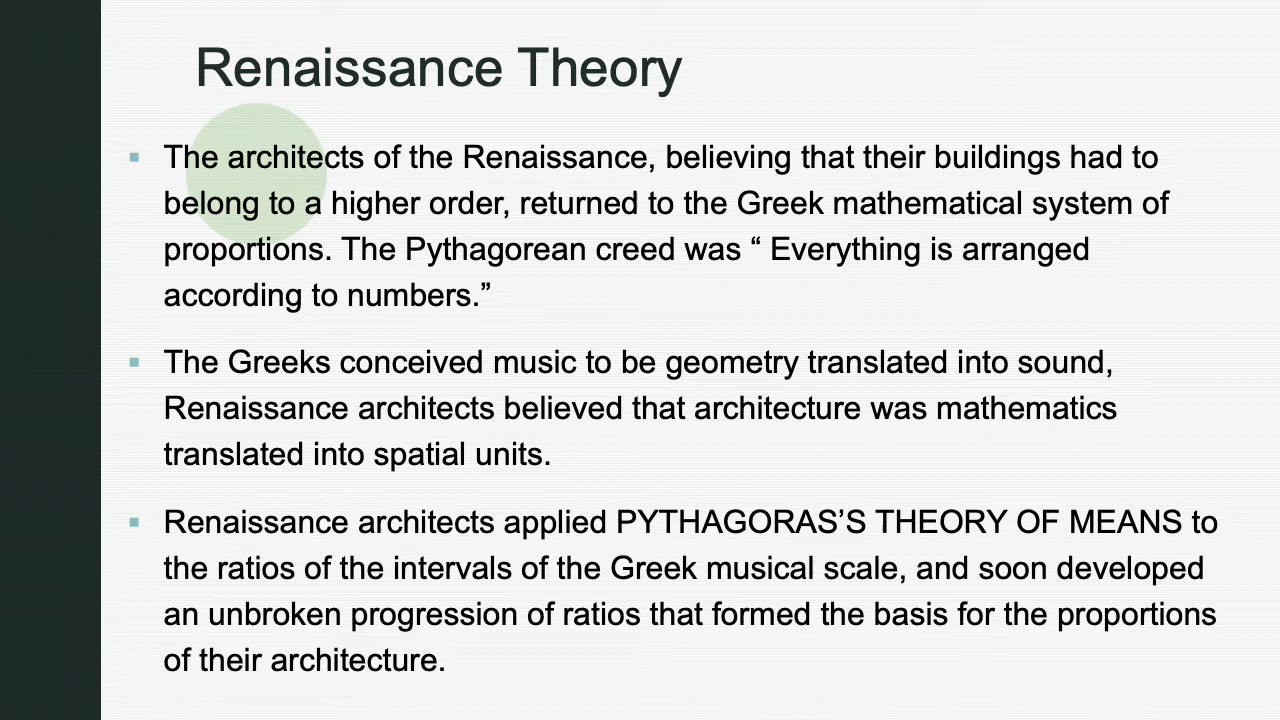 Renaissance Theory
The architects of the Renaissance, believing that their buildings had to
belong to a higher order, returned to the Greek mathematical system of
proportions. The Pythagorean creed was “ Everything is arranged
according to numbers.”
The Greeks conceived music to be geometry translated into sound,
Renaissance architects believed that architecture was mathematics
translated into spatial units.
Renaissance architects applied PYTHAGORAS’S THEORY OF MEANS to
the ratios of the intervals of the Greek musical scale, and soon developed
an unbroken progression of ratios that formed the basis for the proportions
of their architecture.